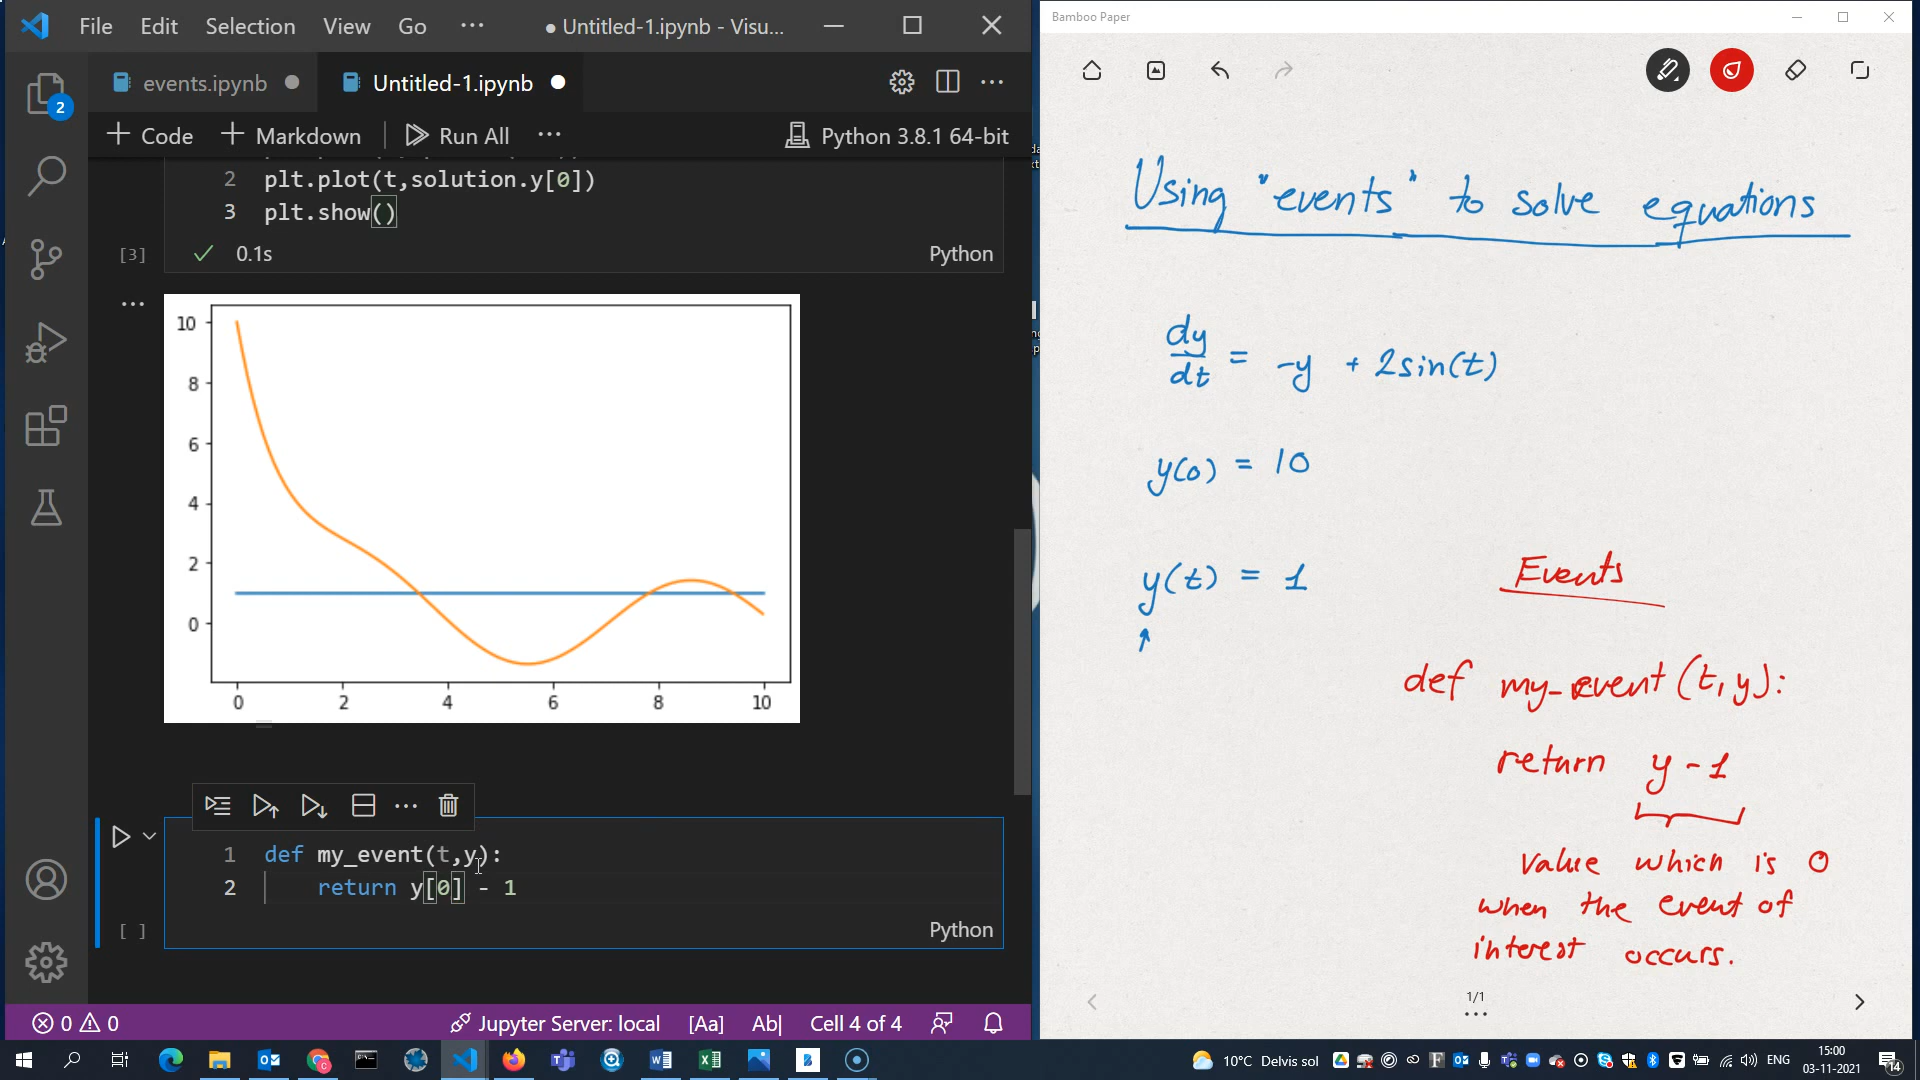 File Edit Selection View Go ··· ● Untitled-1.ipynb - Visu...
events.ipynb ● Untitled-1.ipynb ●
+ Code + Markdown Run All ··· Python 3.8.1 64-bit
2 plt.plot(t,solution.y[0])
3 plt.show()
[3] ✓ 0.1s Python
10
8
6
4
2
0
0 2 4 6 8 10
1 def my_event(t,y):
2 return y[0] - 1
[ ] Python
0 0 Jupyter Server: local [Aa] Ab| Cell 4 of 4
2
Bamboo Paper
Using "events" to solve equations
dy/dt = -y + 2sin(t)
y(0) = 10
y(t) = 1
Events
def my_event(t,y):
return y-1
Value which is 0
when the event of
interest occurs.
1/1
10°C Delvis sol ENG 15:00
03-11-2021
14